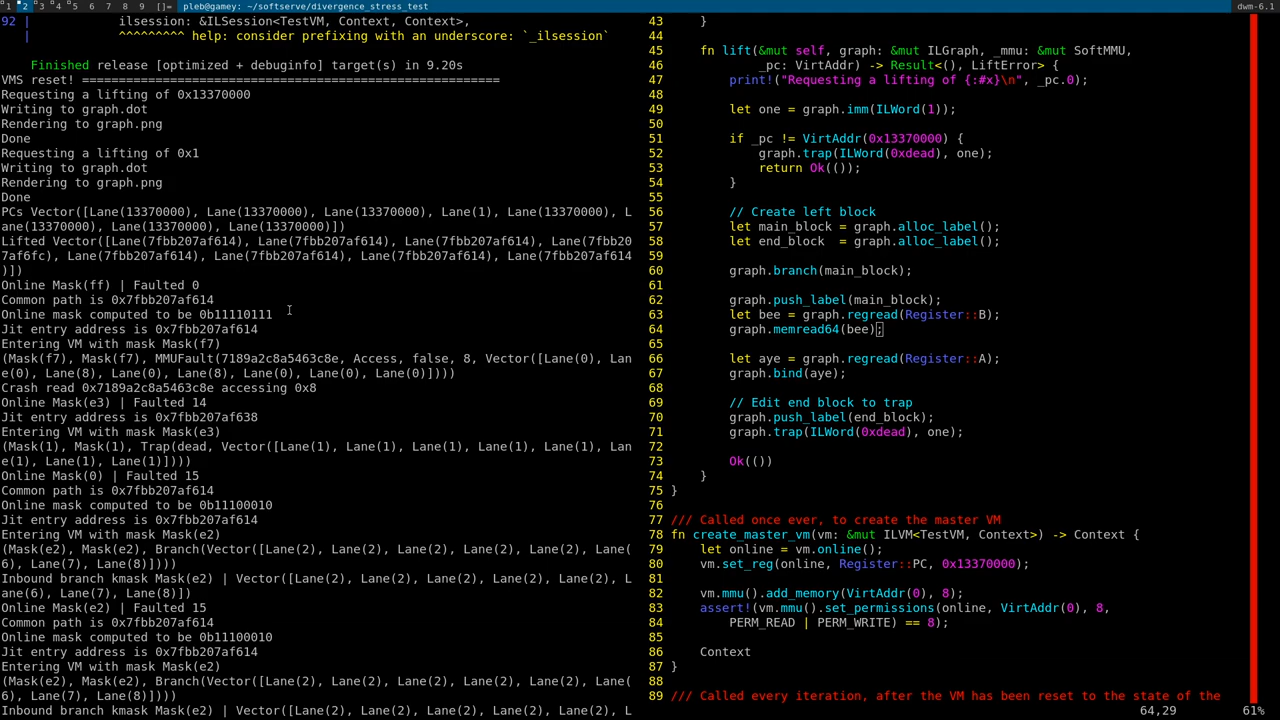 1 2 3 4 5 6 7 8 9 []= pleb@gamey: ~/softserve/divergence_stress_test dwm-6.1
92 | ilsession: &ILSession<TestVM, Context, Context>,
| ^^^^^^^^^ help: consider prefixing with an underscore: `_ilsession`
Finished release [optimized + debuginfo] target(s) in 9.20s
VMS reset! ===================================================
Requesting a lifting of 0x13370000
Writing to graph.dot
Rendering to graph.png
Done
Requesting a lifting of 0x1
Writing to graph.dot
Rendering to graph.png
Done
PCs Vector([Lane(13370000), Lane(13370000), Lane(13370000), Lane(1), Lane(13370000), L
ane(13370000), Lane(13370000), Lane(13370000)])
Lifted Vector([Lane(7fbb207af614), Lane(7fbb207af614), Lane(7fbb207af614), Lane(7fbb20
7af6fc), Lane(7fbb207af614), Lane(7fbb207af614), Lane(7fbb207af614), Lane(7fbb207af614
)])
Online Mask(ff) | Faulted 0
Common path is 0x7fbb207af614
Online mask computed to be 0b11110111
Jit entry address is 0x7fbb207af614
Entering VM with mask Mask(f7)
(Mask(f7), Mask(f7), MMUFault(7189a2c8a5463c8e, Access, false, 8, Vector([Lane(0), Lan
e(0), Lane(8), Lane(0), Lane(8), Lane(0), Lane(0), Lane(0)])))
Crash read 0x7189a2c8a5463c8e accessing 0x8
Online Mask(e3) | Faulted 14
Jit entry address is 0x7fbb207af638
Entering VM with mask Mask(e3)
(Mask(1), Mask(1), Trap(dead, Vector([Lane(1), Lane(1), Lane(1), Lane(1), Lane(1), Lan
e(1), Lane(1), Lane(1)])))
Online Mask(0) | Faulted 15
Common path is 0x7fbb207af614
Online mask computed to be 0b11100010
Jit entry address is 0x7fbb207af614
Entering VM with mask Mask(e2)
(Mask(e2), Mask(e2), Branch(Vector([Lane(2), Lane(2), Lane(2), Lane(2), Lane(2), Lane(
6), Lane(7), Lane(8)])))
Inbound branch kmask Mask(e2) | Vector([Lane(2), Lane(2), Lane(2), Lane(2), Lane(2), L
ane(6), Lane(7), Lane(8)])
Online Mask(e2) | Faulted 15
Common path is 0x7fbb207af614
Online mask computed to be 0b11100010
Jit entry address is 0x7fbb207af614
Entering VM with mask Mask(e2)
(Mask(e2), Mask(e2), Branch(Vector([Lane(2), Lane(2), Lane(2), Lane(2), Lane(2), Lane(
6), Lane(7), Lane(8)])))
Inbound branch kmask Mask(e2) | Vector([Lane(2), Lane(2), Lane(2), Lane(2), Lane(2), L
43 }
44
45 fn lift(&mut self, graph: &mut ILGraph, _mmu: &mut SoftMMU,
46 _pc: VirtAddr) -> Result<(), LiftError> {
47 print!("Requesting a lifting of {:#x}\n", _pc.0);
48
49 let one = graph.imm(ILWord(1));
50
51 if _pc != VirtAddr(0x13370000) {
52 graph.trap(ILWord(0xdead), one);
53 return Ok(());
54 }
55
56 // Create left block
57 let main_block = graph.alloc_label();
58 let end_block = graph.alloc_label();
59
60 graph.branch(main_block);
61
62 graph.push_label(main_block);
63 let bee = graph.regread(Register::B);
64 graph.memread64(bee);
65
66 let aye = graph.regread(Register::A);
67 graph.bind(aye);
68
69 // Edit end block to trap
70 graph.push_label(end_block);
71 graph.trap(ILWord(0xdead), one);
72
73 Ok(())
74 }
75 }
76
77 /// Called once ever, to create the master VM
78 fn create_master_vm(vm: &mut ILVM<TestVM, Context>) -> Context {
79 let online = vm.online();
80 vm.set_reg(online, Register::PC, 0x13370000);
81
82 vm.mmu().add_memory(VirtAddr(0), 8);
83 assert!(vm.mmu().set_permissions(online, VirtAddr(0), 8,
84 PERM_READ | PERM_WRITE) == 8);
85
86 Context
87 }
88
89 /// Called every iteration, after the VM has been reset to the state of the
64,29 61%